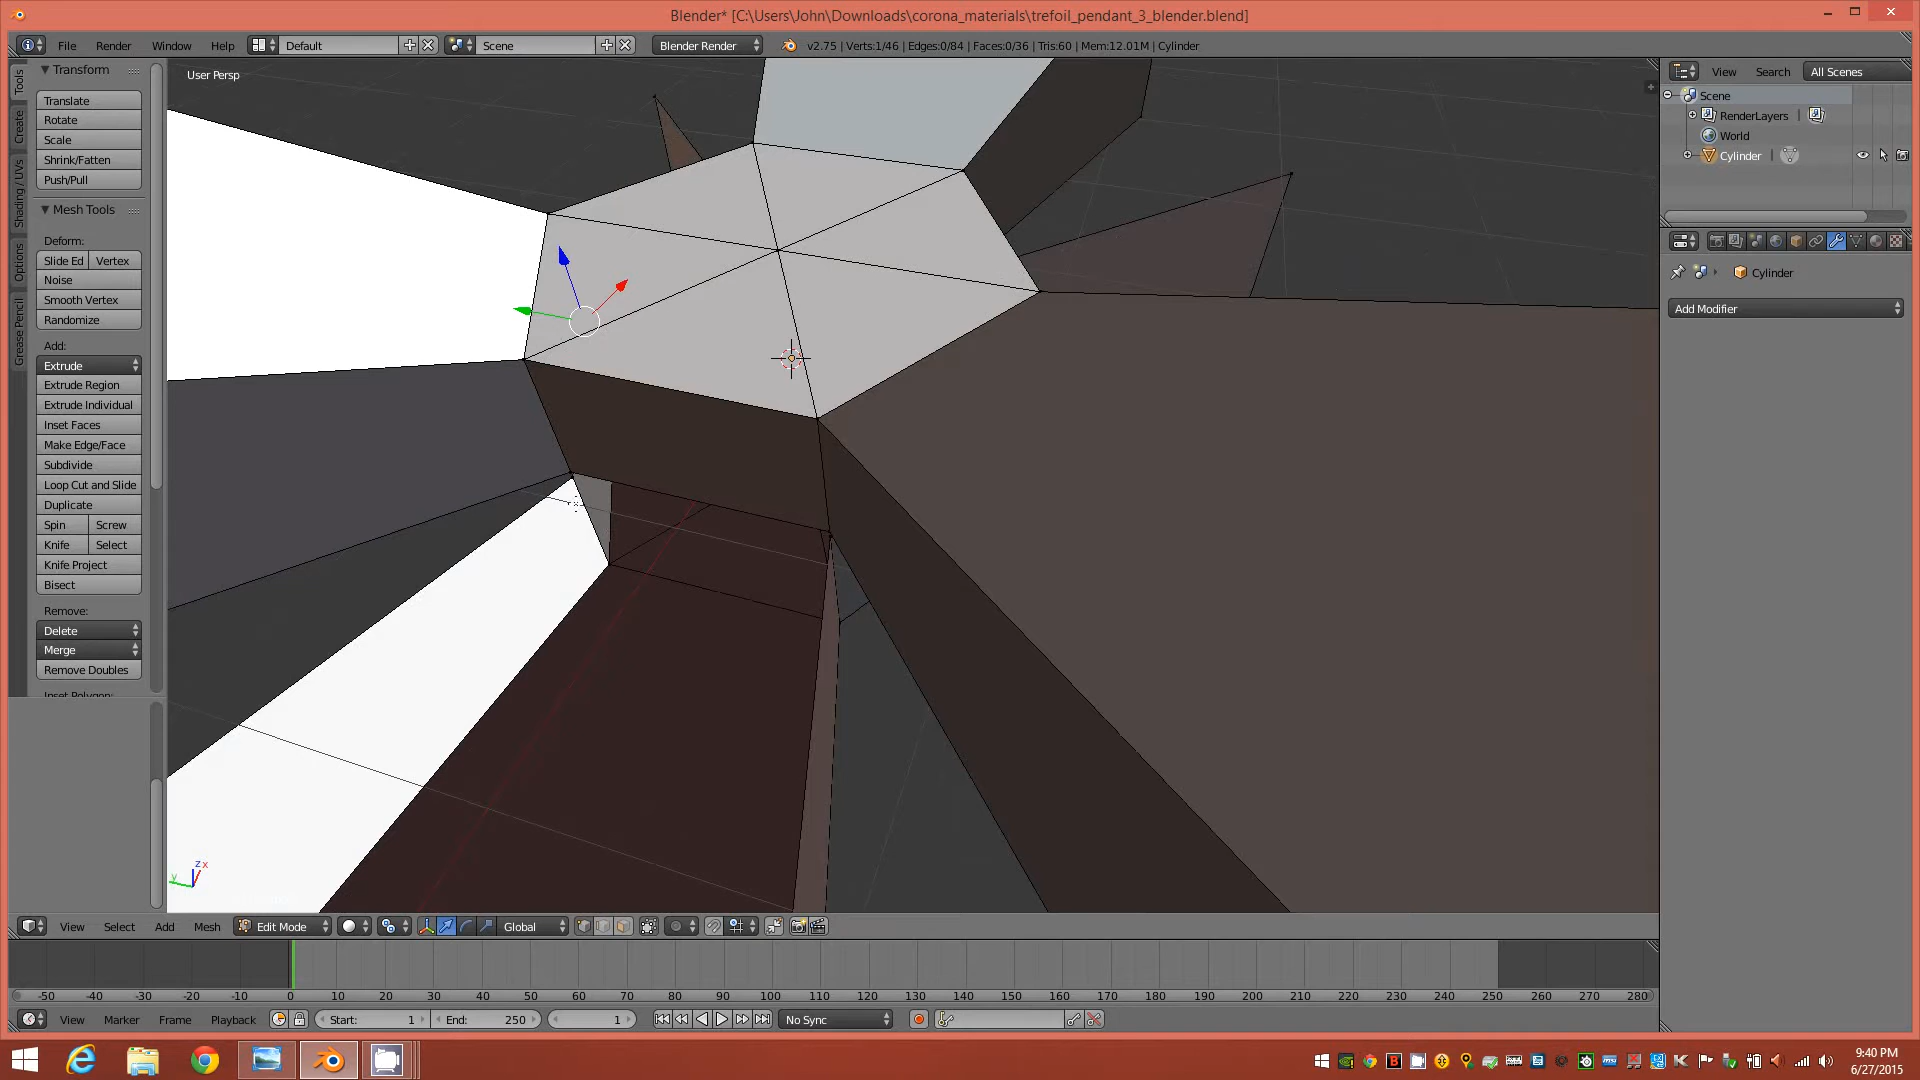 Blender* [C:\Users\John\Downloads\corona_materials\trefoil_pendant_3_blender.blend]
File Render Window Help Default Scene Blender Render v2.75 | Verts:1/46 | Edges:0/84 | Faces:0/36 | Tris:60 | Mem:12.01M | Cylinder
Tools
Create
Shading / UVs
Options
Grease Pencil
Transform
Translate
Rotate
Scale
Shrink/Fatten
Push/Pull
Mesh Tools
Deform:
Slide Ed Vertex
Noise
Smooth Vertex
Randomize
Add:
Extrude
Extrude Region
Extrude Individual
Inset Faces
Make Edge/Face
Subdivide
Loop Cut and Slide
Duplicate
Spin Screw
Knife Select
Knife Project
Bisect
Remove:
Delete
Merge
Remove Doubles
Inset Polygon:
User Persp
z x
y
View Search All Scenes
Scene
RenderLayers |
World
Cylinder |
Cylinder
Add Modifier
View Select Add Mesh Edit Mode Global
-50 -40 -30 -20 -10 0 10 20 30 40 50 60 70 80 90 100 110 120 130 140 150 160 170 180 190 200 210 220 230 240 250 260 270 280
View Marker Frame Playback Start: 1 End: 250 1 No Sync
9:40 PM
6/27/2015